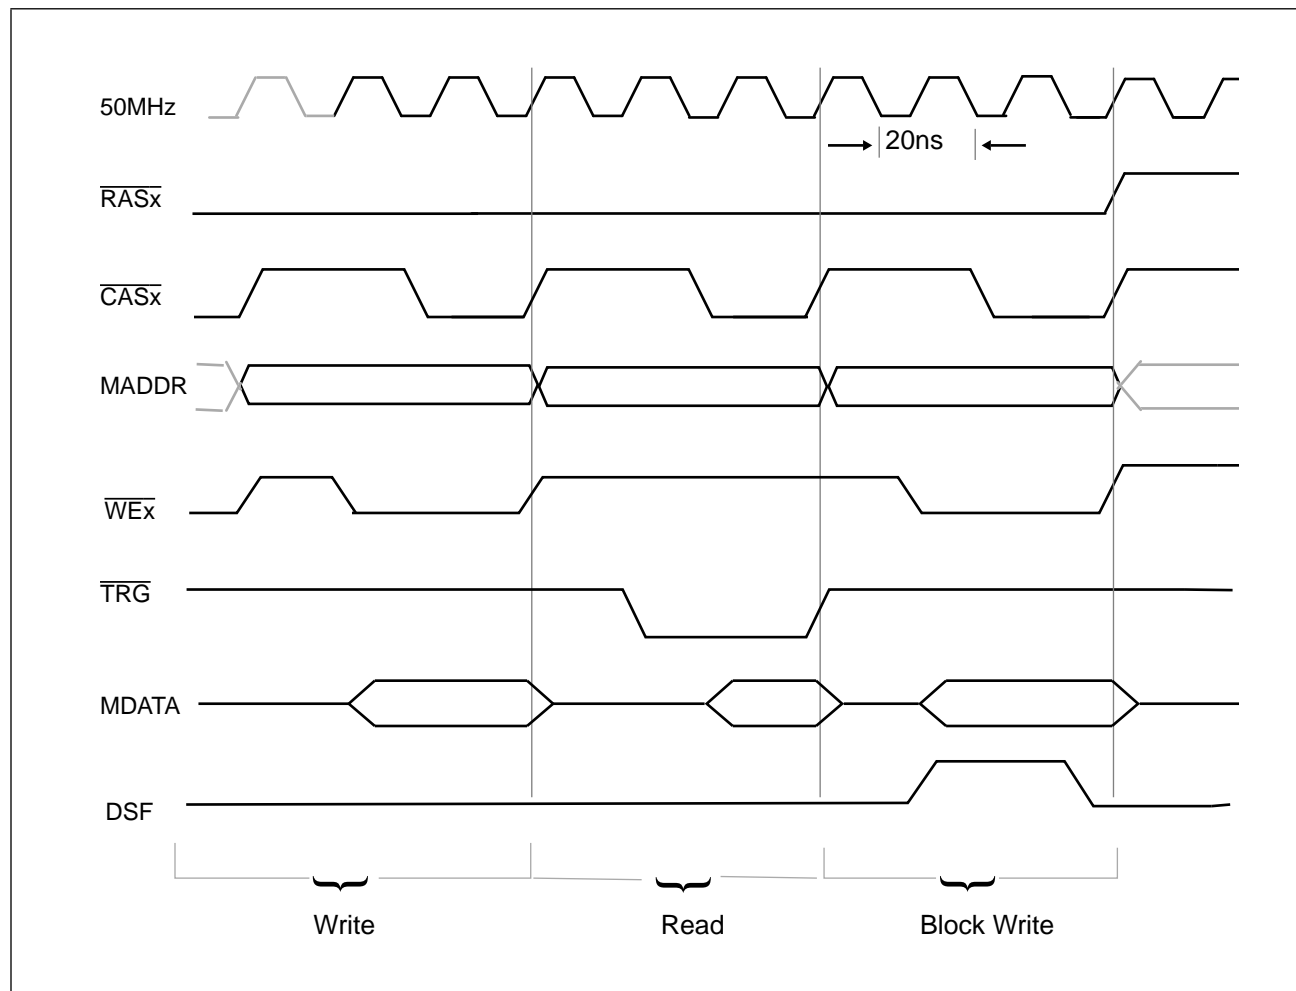 50MHz
20ns
RASx
CASx
MADDR
WEx
TRG
MDATA
DSF
Write Read Block Write